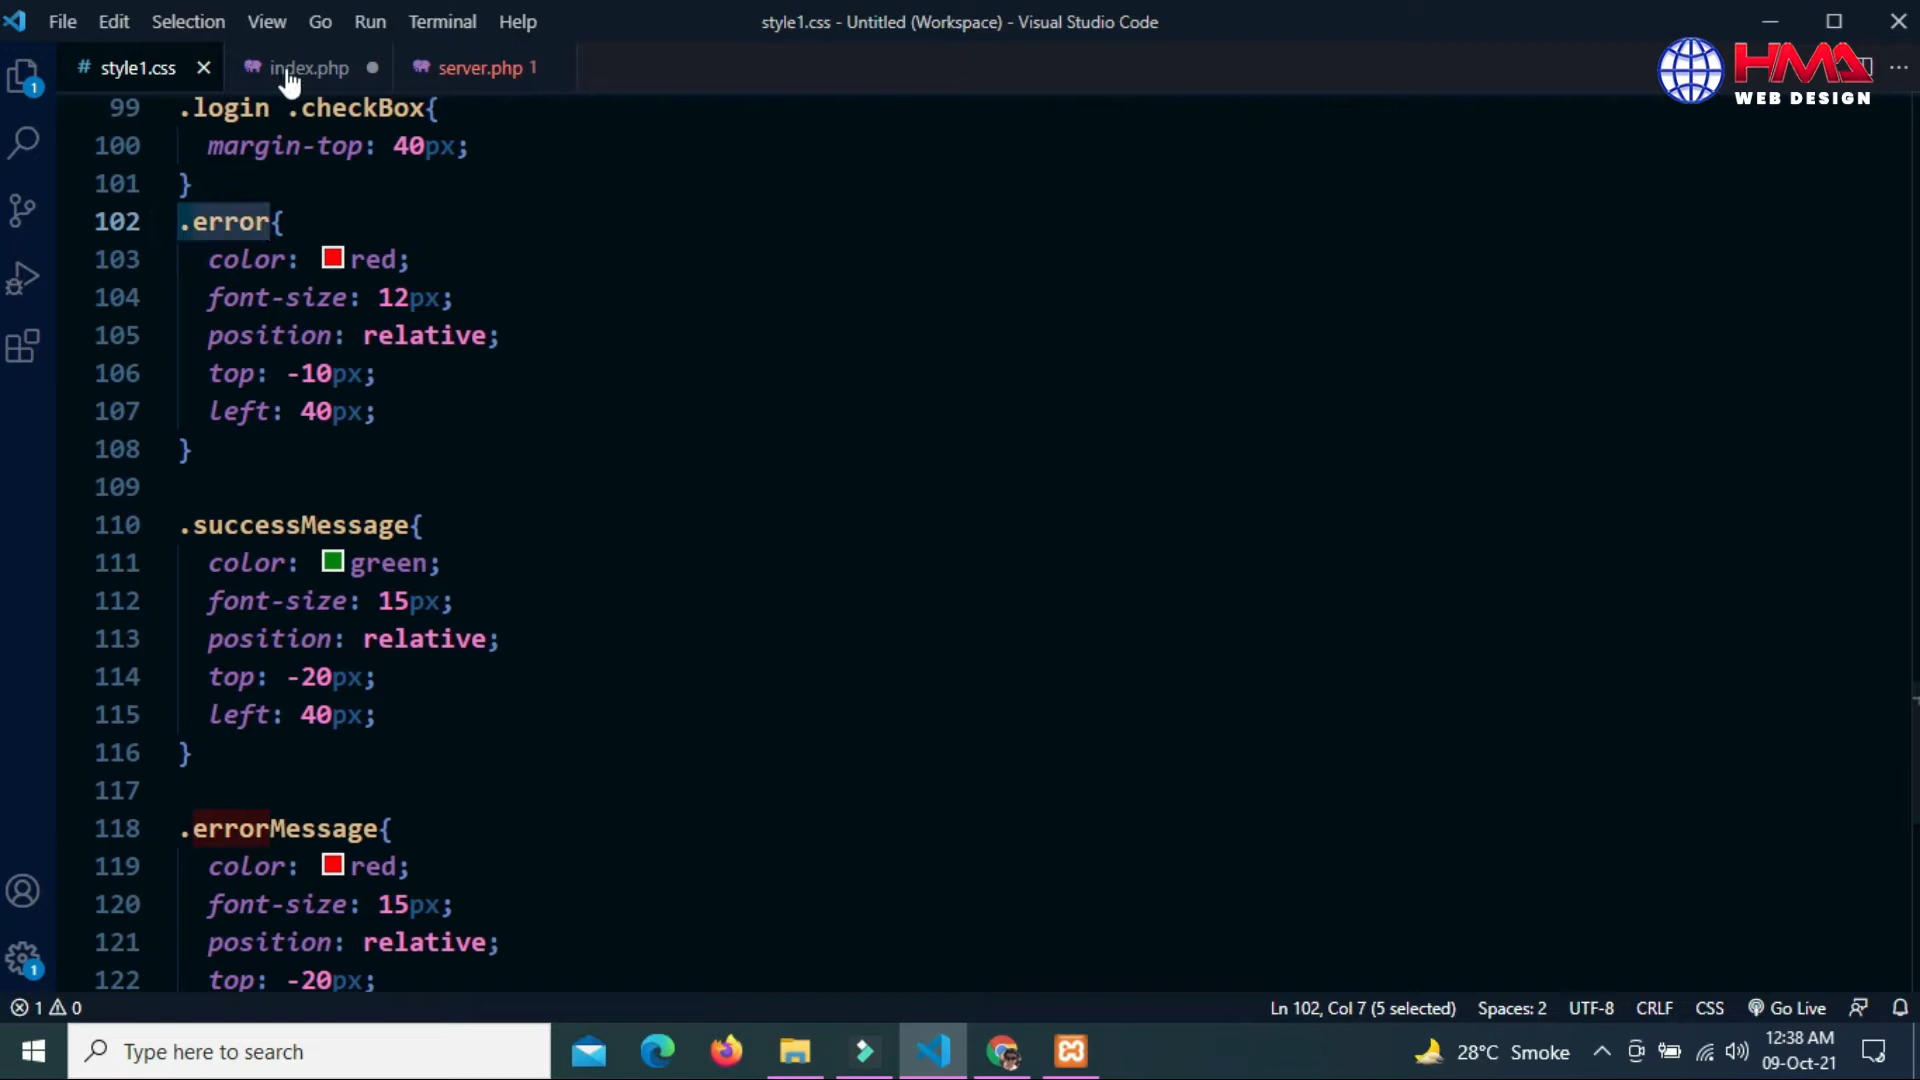 File Edit Selection View Go Run Terminal Help
style1.css - Untitled (Workspace) - Visual Studio Code
# style1.css index.php server.php 1
HMA
WEB DESIGN
1
99 .login .checkBox{
100 margin-top: 40px;
101 }
102 .error{
103 color: red;
104 font-size: 12px;
105 position: relative;
106 top: -10px;
107 left: 40px;
108 }
109
110 .successMessage{
111 color: green;
112 font-size: 15px;
113 position: relative;
114 top: -20px;
115 left: 40px;
116 }
117
118 .errorMessage{
119 color: red;
120 font-size: 15px;
121 position: relative;
122 top: -20px;
1
1 0
Ln 102, Col 7 (5 selected) Spaces: 2 UTF-8 CRLF CSS Go Live
Type here to search
28°C Smoke
12:38 AM
09-Oct-21